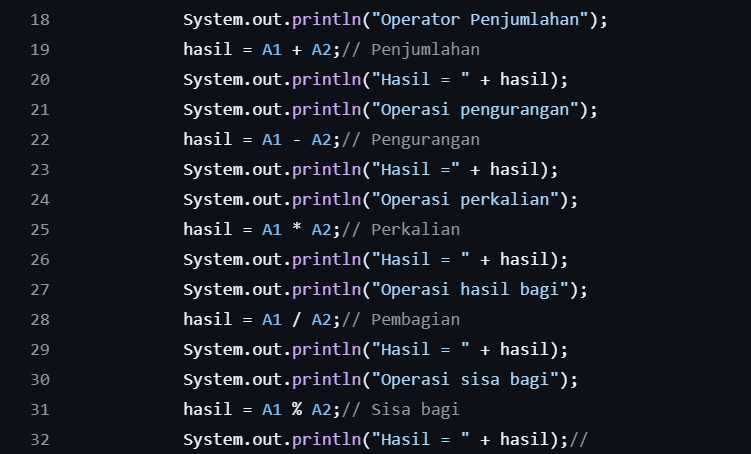 18 System.out.println("Operator Penjumlahan");
19 hasil = A1 + A2;// Penjumlahan
20 System.out.println("Hasil = " + hasil);
21 System.out.println("Operasi pengurangan");
22 hasil = A1 - A2;// Pengurangan
23 System.out.println("Hasil =" + hasil);
24 System.out.println("Operasi perkalian");
25 hasil = A1 * A2;// Perkalian
26 System.out.println("Hasil = " + hasil);
27 System.out.println("Operasi hasil bagi");
28 hasil = A1 / A2;// Pembagian
29 System.out.println("Hasil = " + hasil);
30 System.out.println("Operasi sisa bagi");
31 hasil = A1 % A2;// Sisa bagi
32 System.out.println("Hasil = " + hasil);//